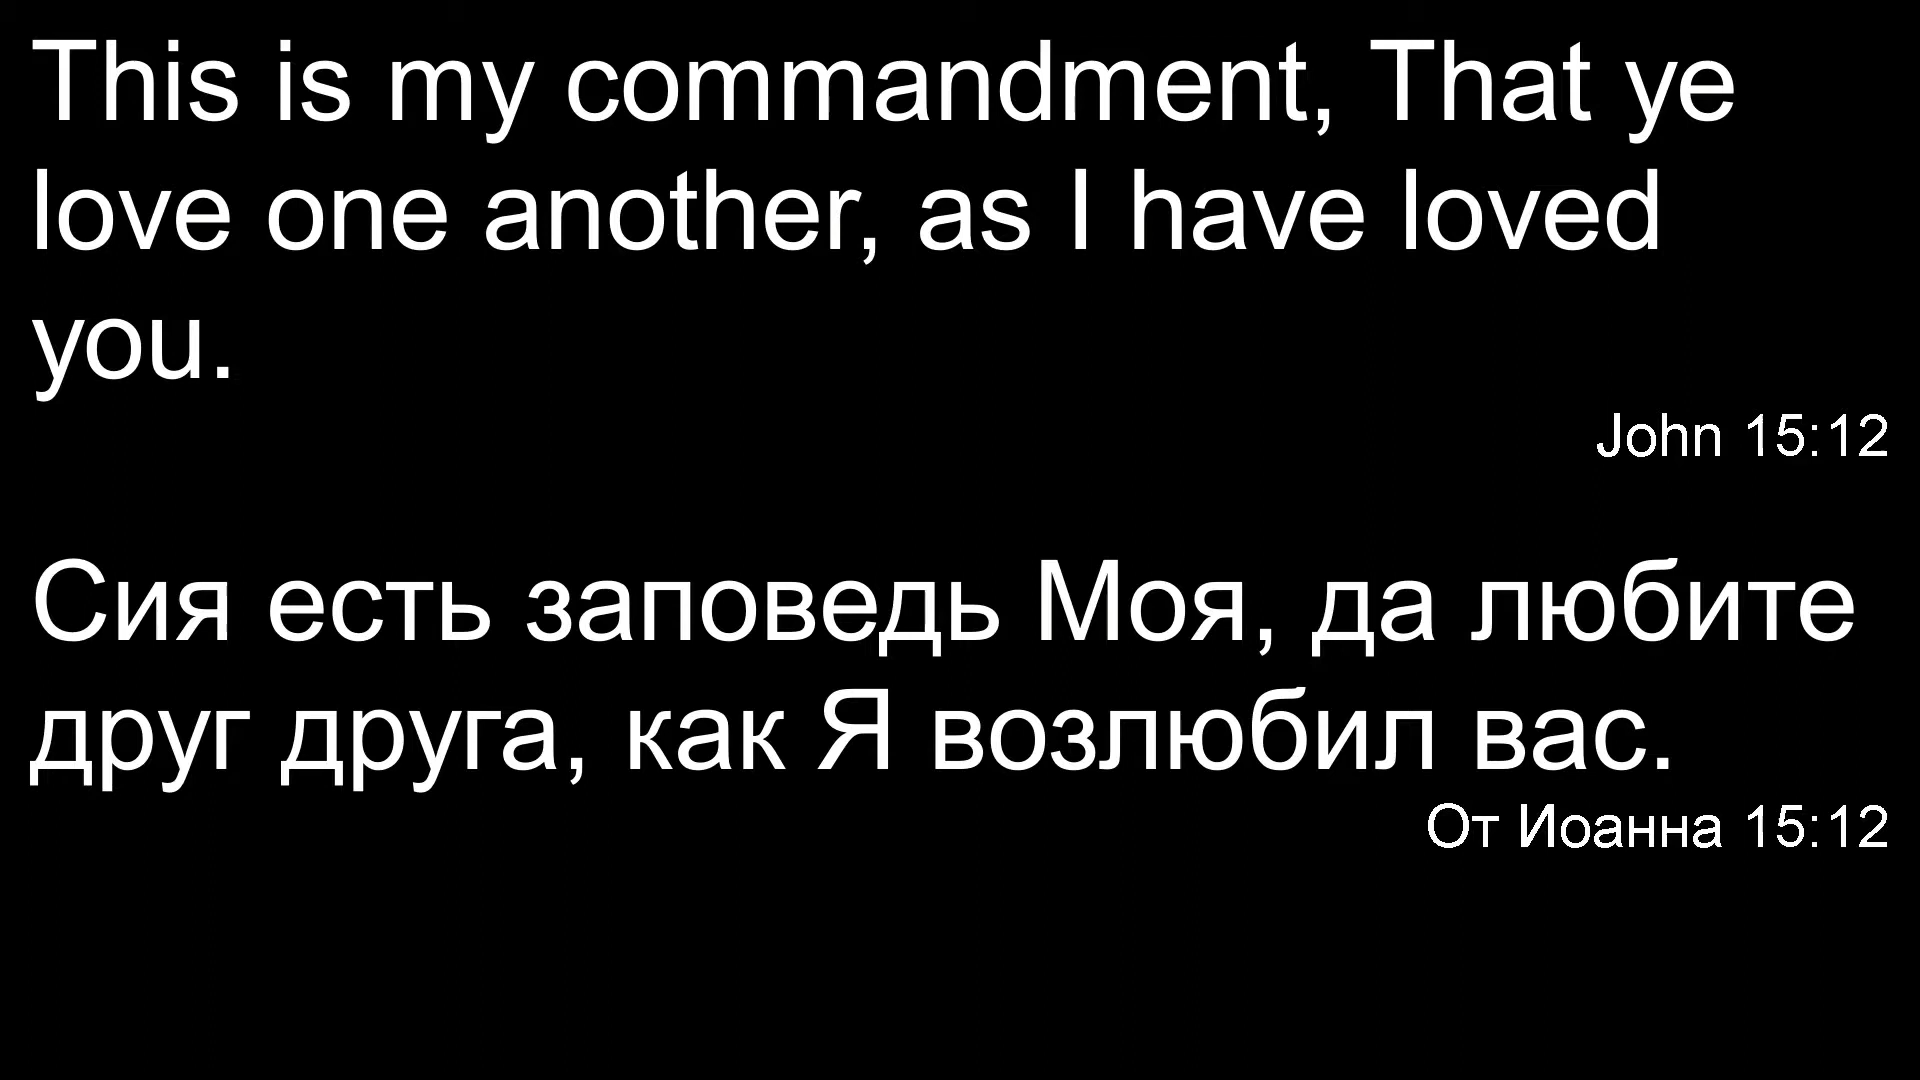 This is my commandment, That ye
love one another, as I have loved
you.
John 15:12
Сия есть заповедь Моя, да любите
друг друга, как Я возлюбил вас.
От Иоанна 15:12